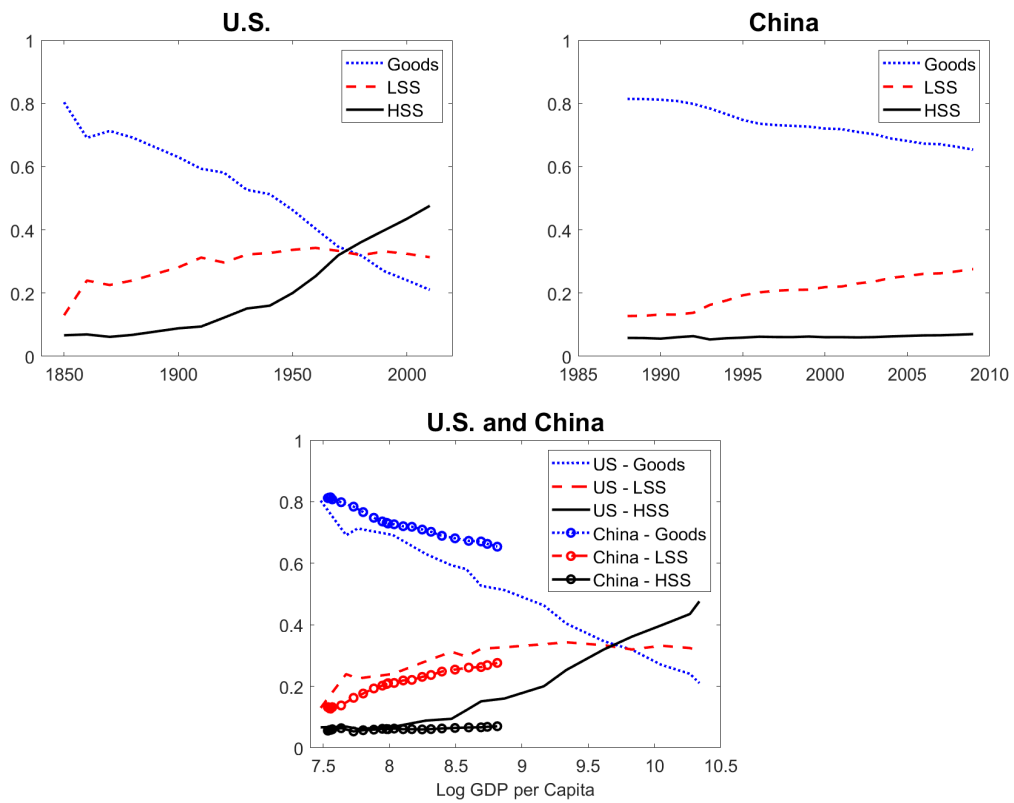 U.S.
1
0.8
0.6
0.4
0.2
0
1850 1900 1950 2000
Goods
LSS
HSS
China
1
0.8
0.6
0.4
0.2
0
1985 1990 1995 2000 2005 2010
Goods
LSS
HSS
U.S. and China
1
0.8
0.6
0.4
0.2
0
7.5 8 8.5 9 9.5 10 10.5
Log GDP per Capita
US - Goods
US - LSS
US - HSS
China - Goods
China - LSS
China - HSS